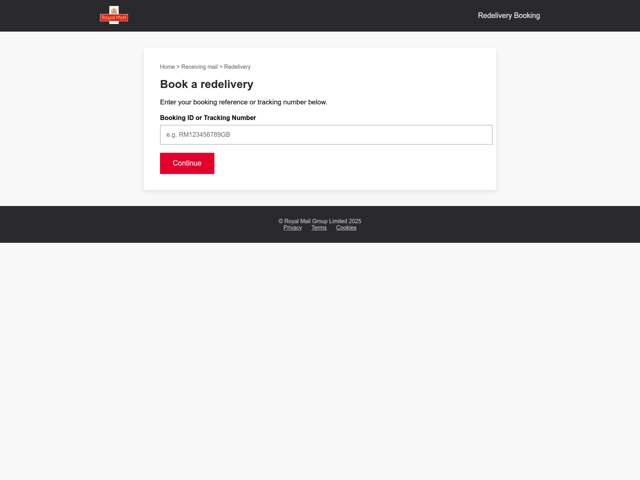 Royal Mail
Redelivery Booking
Home > Receiving mail > Redelivery
Book a redelivery
Enter your booking reference or tracking number below.
Booking ID or Tracking Number
e.g. RM123456789GB
Continue
© Royal Mail Group Limited 2025
Privacy Terms Cookies